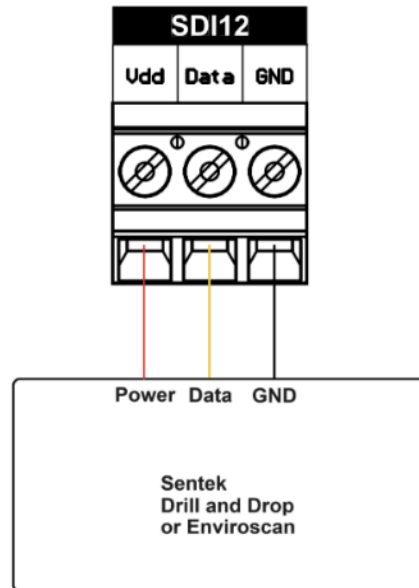 SDI12
Vdd Data GND
Power Data GND
Sentek
Drill and Drop
or Enviroscan